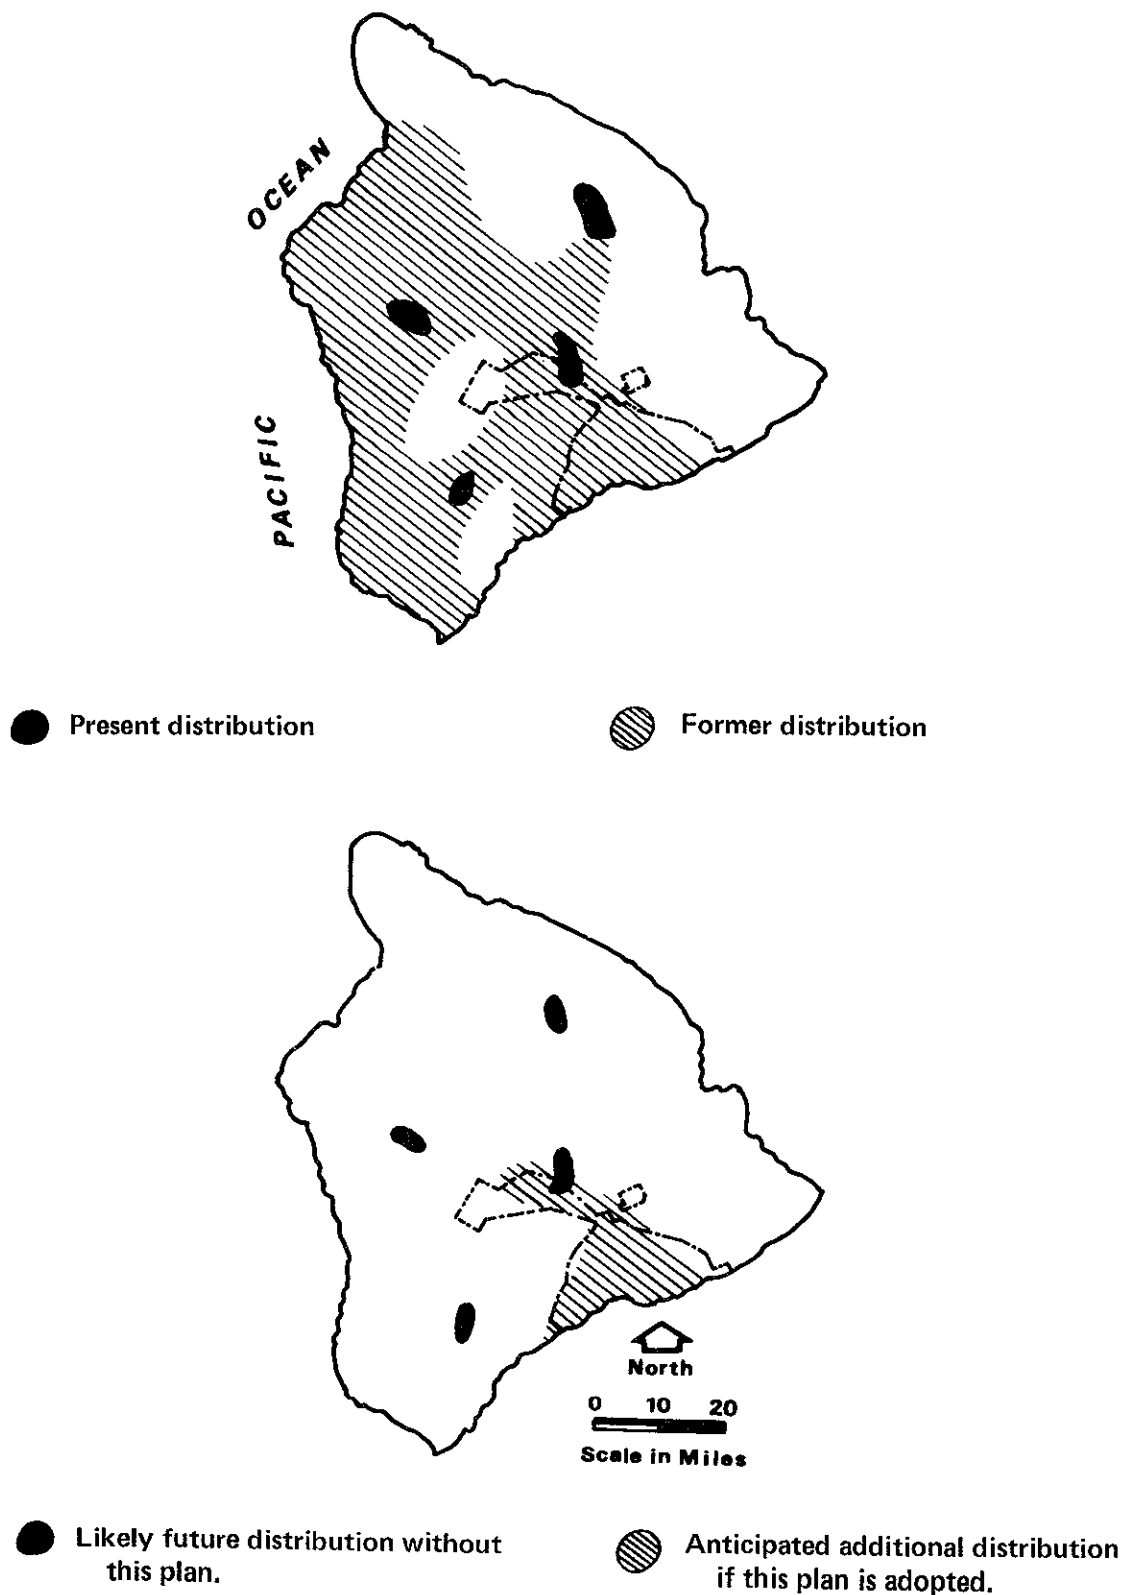 OCEAN
PACIFIC
Present distribution
Former distribution
North
0 10 20
Scale in Miles
Likely future distribution without
this plan.
Anticipated additional distribution
if this plan is adopted.